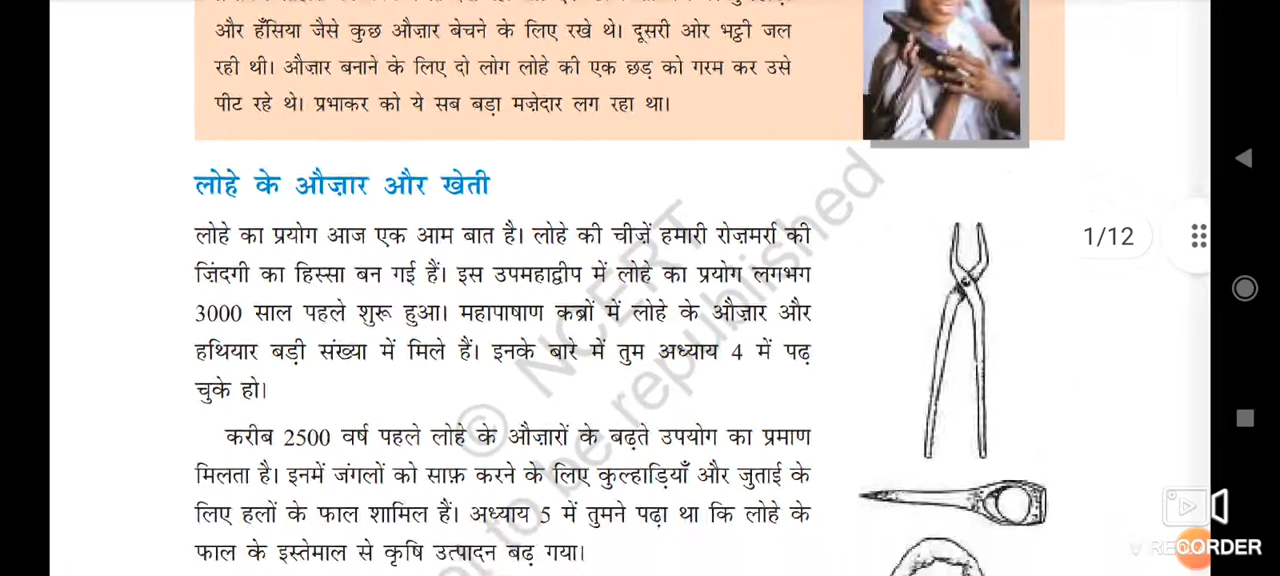 और हँसिया जैसे कुछ औज़ार बेचने के लिए रखे थे। दूसरी ओर भट्टी जल
रही थी। औज़ार बनाने के लिए दो लोग लोहे की एक छड़ को गरम कर उसे
पीट रहे थे। प्रभाकर को ये सब बड़ा मज़ेदार लग रहा था।
लोहे के औज़ार और खेती
लोहे का प्रयोग आज एक आम बात है। लोहे की चीज़ें हमारी रोज़मर्रा की
ज़िंदगी का हिस्सा बन गई हैं। इस उपमहाद्वीप में लोहे का प्रयोग लगभग
3000 साल पहले शुरू हुआ। महापाषाण कब्रों में लोहे के औज़ार और
हथियार बड़ी संख्या में मिले हैं। इनके बारे में तुम अध्याय 4 में पढ़
चुके हो।
करीब 2500 वर्ष पहले लोहे के औज़ारों के बढ़ते उपयोग का प्रमाण
मिलता है। इनमें जंगलों को साफ़ करने के लिए कुल्हाड़ियाँ और जुताई के
लिए हलों के फाल शामिल हैं। अध्याय 5 में तुमने पढ़ा था कि लोहे के
फाल के इस्तेमाल से कृषि उत्पादन बढ़ गया।
1/12
© NCERT
to be republished
RECORDER